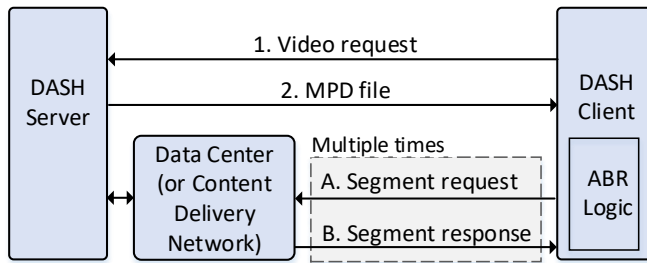 1. Video request
DASH
Server
2. MPD file
DASH
Client
Multiple times
Data Center
(or Content
Delivery
Network)
A. Segment request
B. Segment response
ABR
Logic